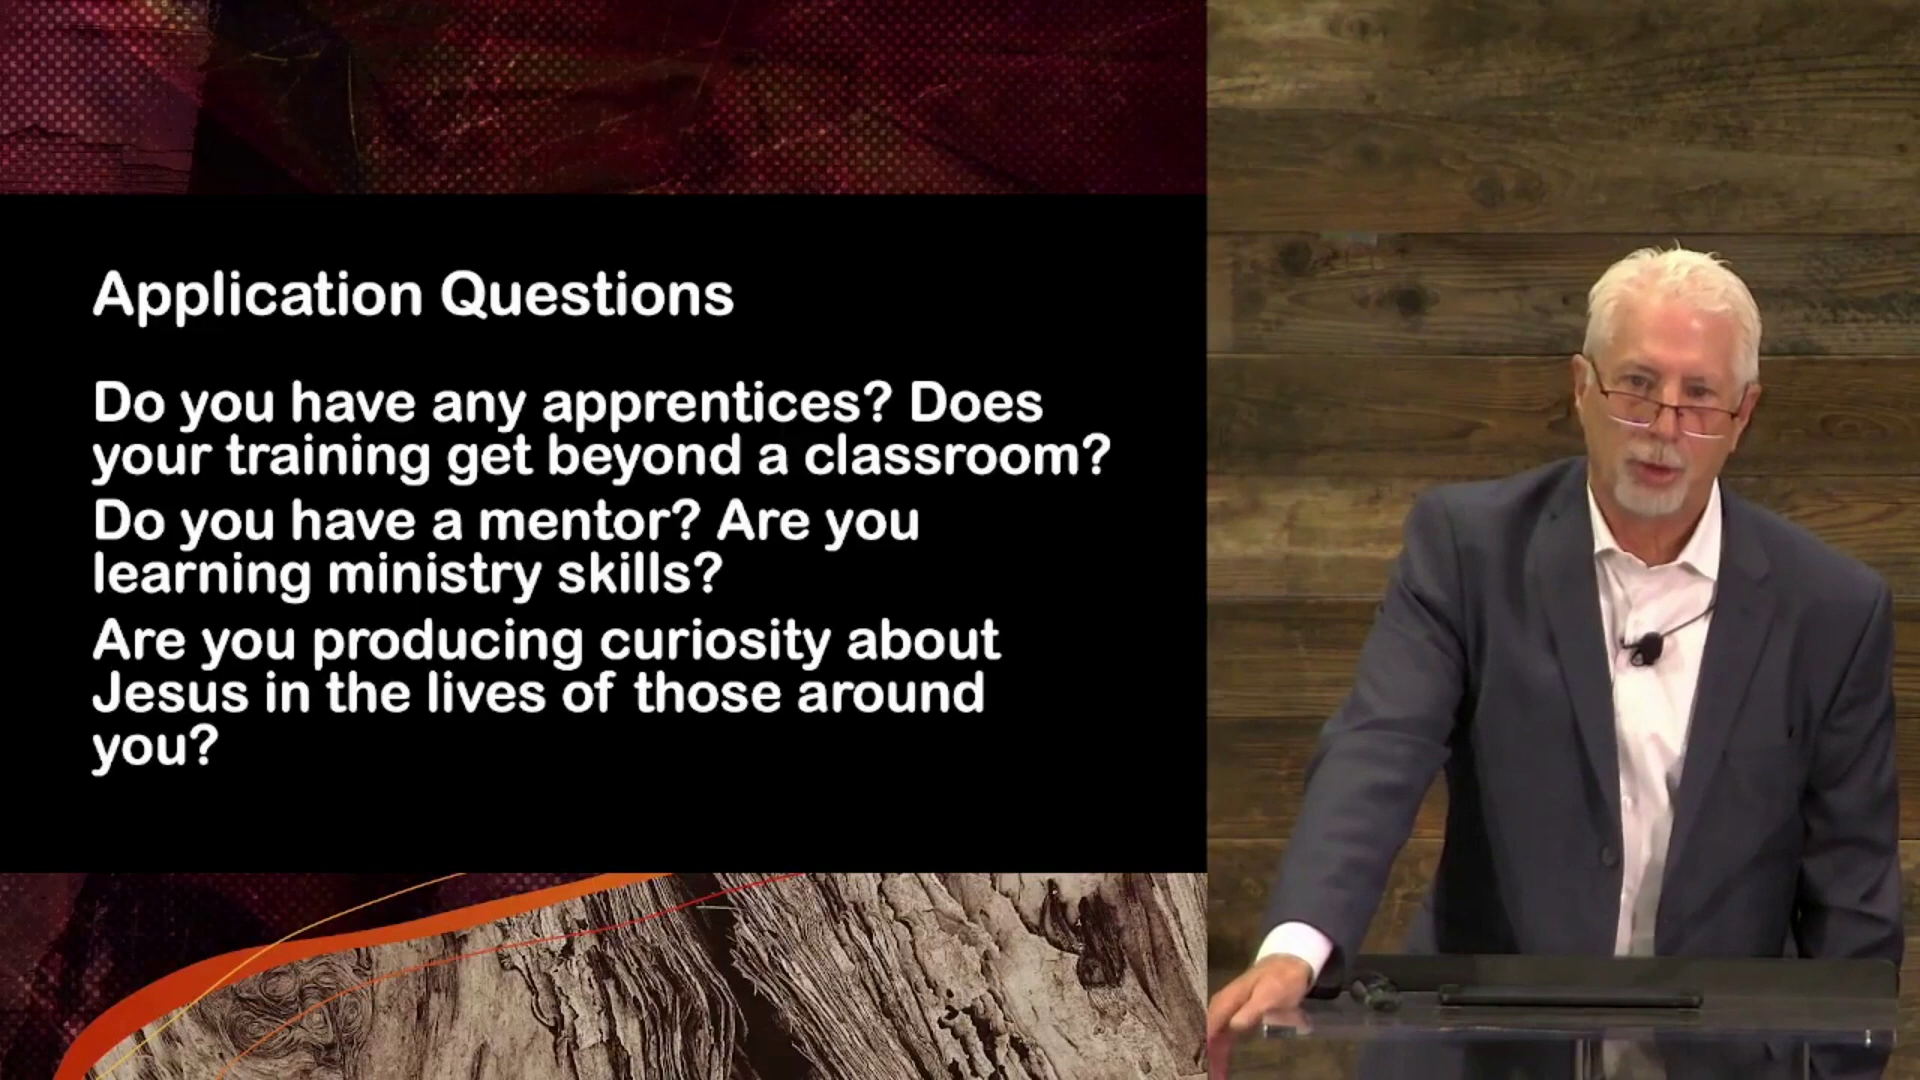 Application Questions
Do you have any apprentices? Does
your training get beyond a classroom?
Do you have a mentor? Are you
learning ministry skills?
Are you producing curiosity about
Jesus in the lives of those around
you?